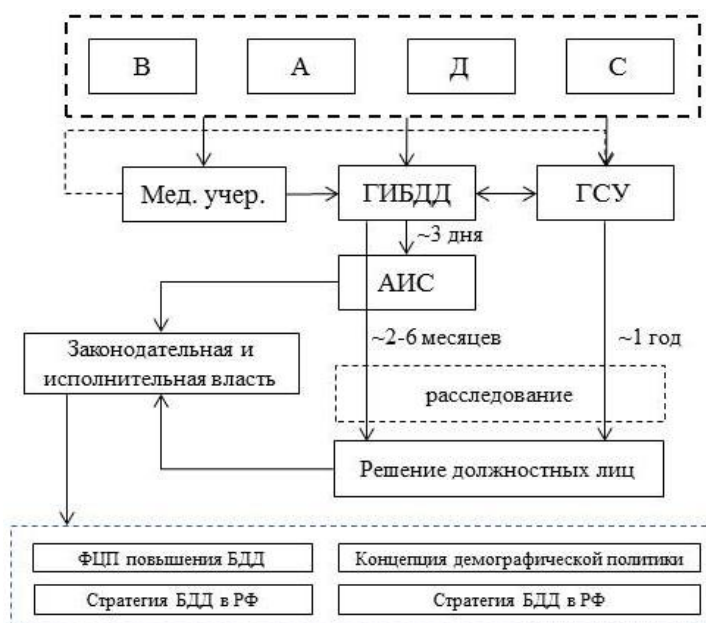 В
А
Д
С
Мед. учер.
ГИБДД
ГСУ
~3 дня
АИС
Законодательная и
исполнительная власть
~2-6 месяцев
~1 год
расследование
Решение должностных лиц
ФЦП повышения БДД
Концепция демографической политики
Стратегия БДД в РФ
Стратегия БДД в РФ